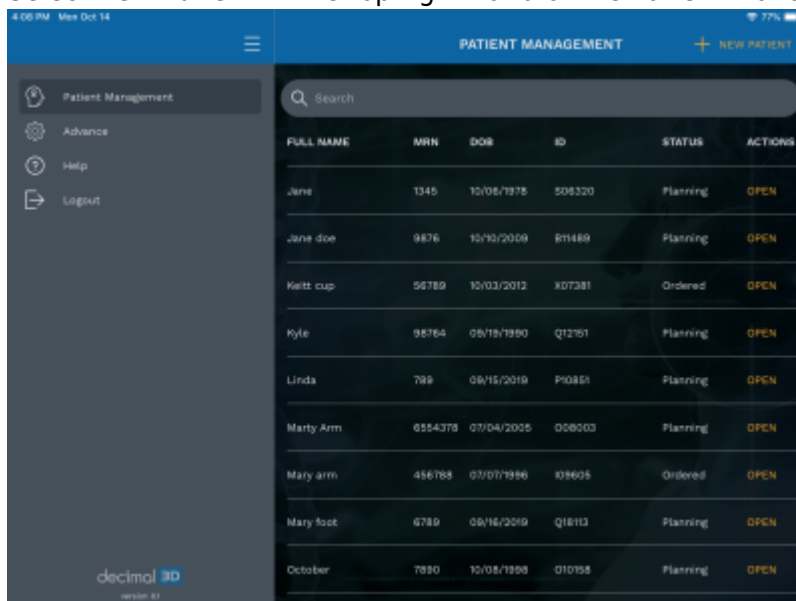 4:08 PM Mon Oct 14 77%
PATIENT MANAGEMENT + NEW PATIENT
Patient Management
Advance
Help
Logout
Search
FULL NAME MRN DOB ID STATUS ACTIONS
Jane 1345 10/06/1978 S06320 Planning OPEN
Jane doe 9876 10/10/2009 B11489 Planning OPEN
Keitt cup 56789 10/03/2012 X07381 Ordered OPEN
Kyle 98764 09/19/1990 Q12151 Planning OPEN
Linda 789 09/15/2019 P10851 Planning OPEN
Marty Arm 6554378 07/04/2005 O08003 Planning OPEN
Mary arm 456788 07/07/1996 I09605 Ordered OPEN
Mary foot 6789 09/16/2019 Q18113 Planning OPEN
October 7890 10/08/1998 O10158 Planning OPEN
decimal 3D